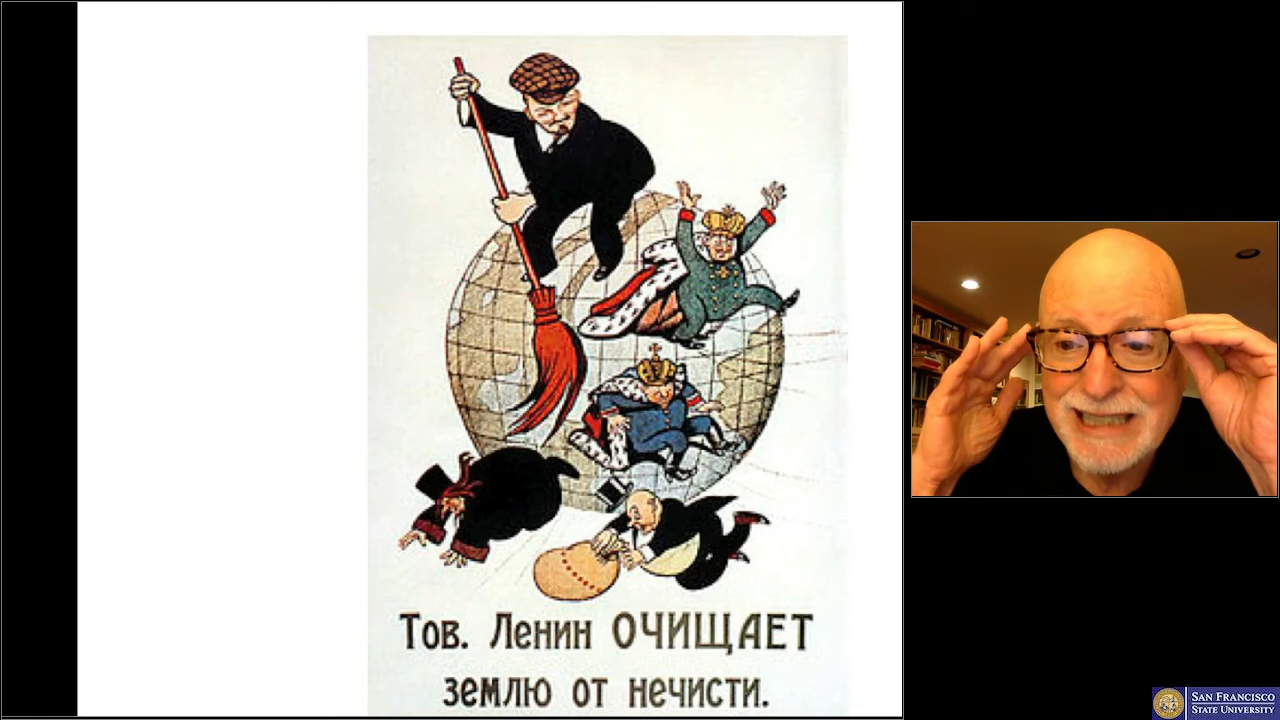 Тов. Ленин ОЧИЩАЕТ
землю от нечисти.
SAN FRANCISCO
STATE UNIVERSITY